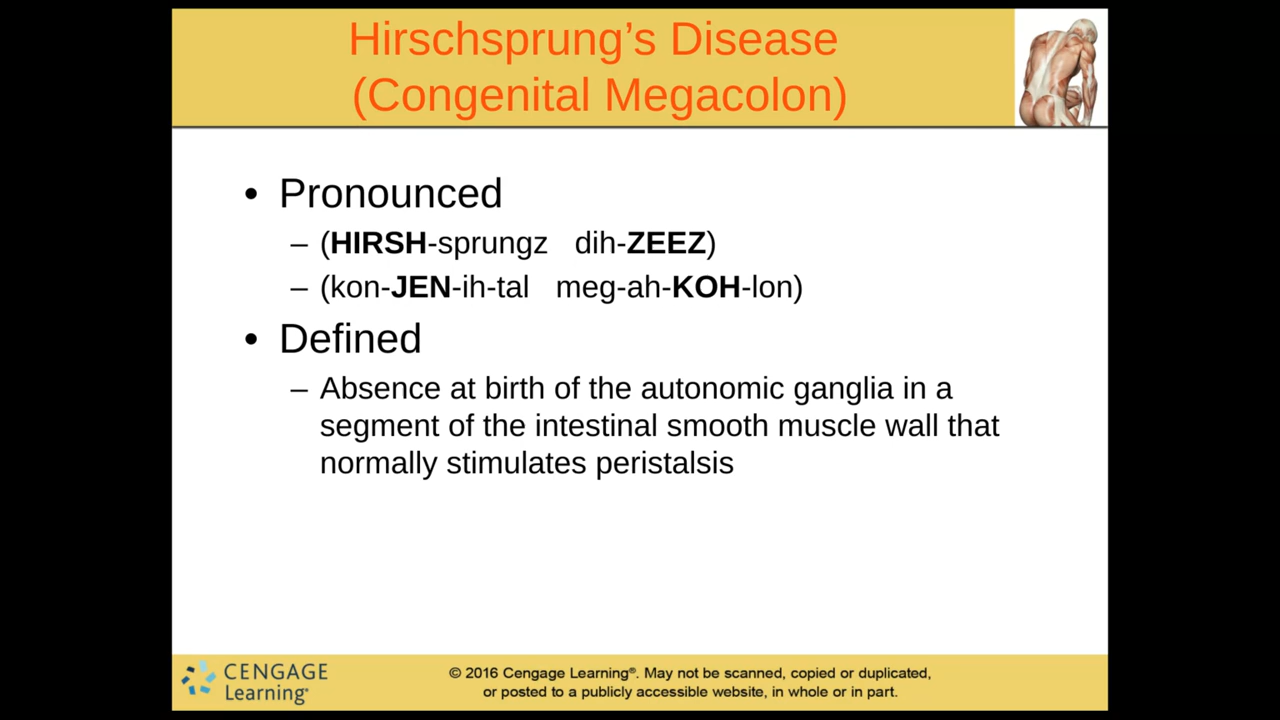 Hirschsprung’s Disease
(Congenital Megacolon)
• Pronounced
– (HIRSH-sprungz dih-ZEEZ)
– (kon-JEN-ih-tal meg-ah-KOH-lon)
• Defined
– Absence at birth of the autonomic ganglia in a
segment of the intestinal smooth muscle wall that
normally stimulates peristalsis
CENGAGE
Learning®
© 2016 Cengage Learning®. May not be scanned, copied or duplicated,
or posted to a publicly accessible website, in whole or in part.